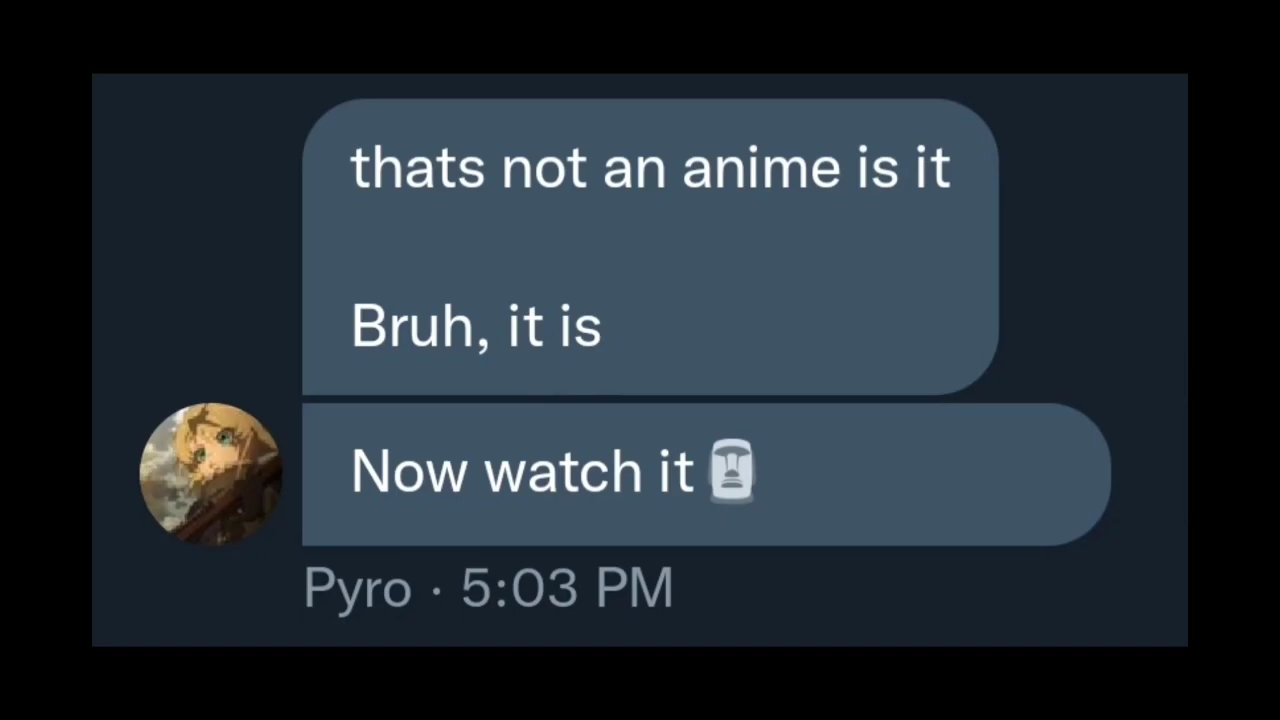 thats not an anime is it
Bruh, it is
Now watch it 🗿
Pyro · 5:03 PM